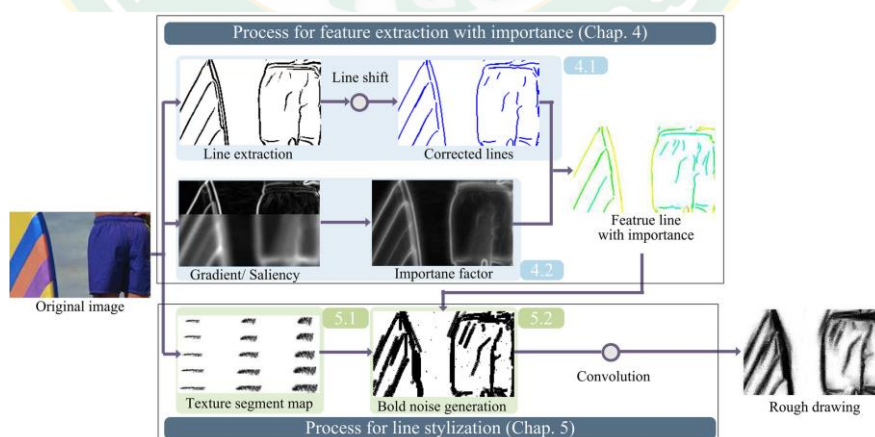 Process for feature extraction with importance (Chap. 4)
4.1
Line shift
Line extraction
Corrected lines
Featrue line
with importance
Gradient/ Saliency
Importane factor
4.2
Original image
5.1
5.2
Convolution
Texture segment map
Bold noise generation
Rough drawing
Process for line stylization (Chap. 5)